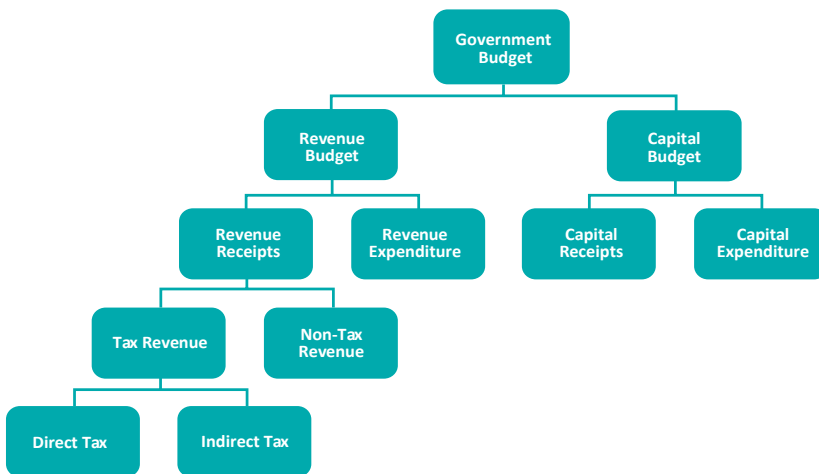 Government
Budget
Revenue
Budget
Capital
Budget
Revenue
Receipts
Revenue
Expenditure
Capital
Receipts
Capital
Expenditure
Tax Revenue
Non-Tax
Revenue
Direct Tax
Indirect Tax